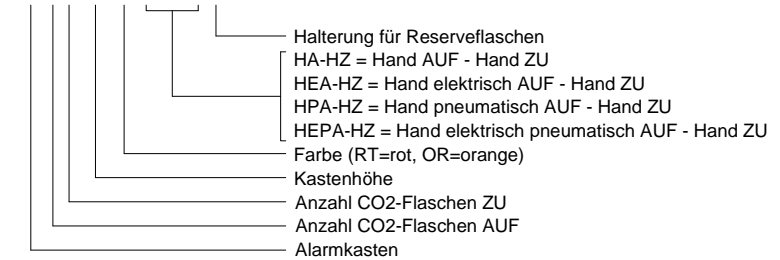 Halterung für Reserveflaschen
HA-HZ = Hand AUF - Hand ZU
HEA-HZ = Hand elektrisch AUF - Hand ZU
HPA-HZ = Hand pneumatisch AUF - Hand ZU
HEPA-HZ = Hand elektrisch pneumatisch AUF - Hand ZU
Farbe (RT=rot, OR=orange)
Kastenhöhe
Anzahl CO2-Flaschen ZU
Anzahl CO2-Flaschen AUF
Alarmkasten